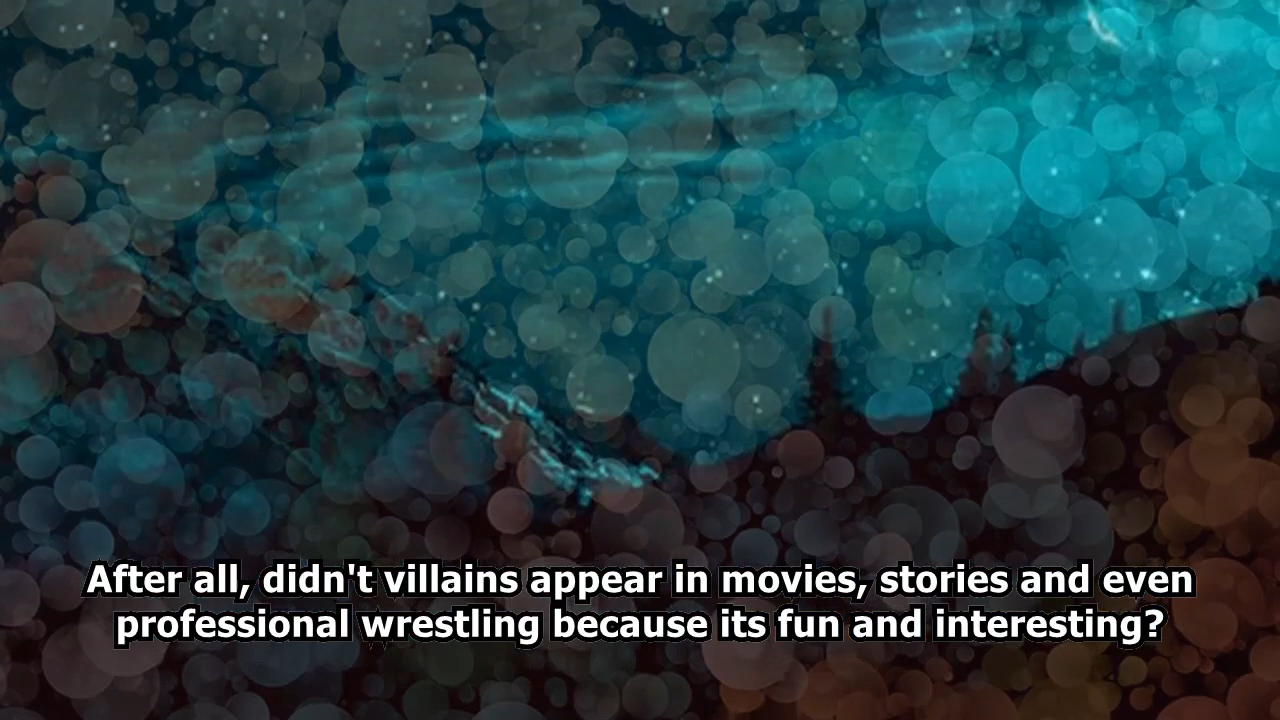 After all, didn't villains appear in movies, stories and even
professional wrestling because its fun and interesting?